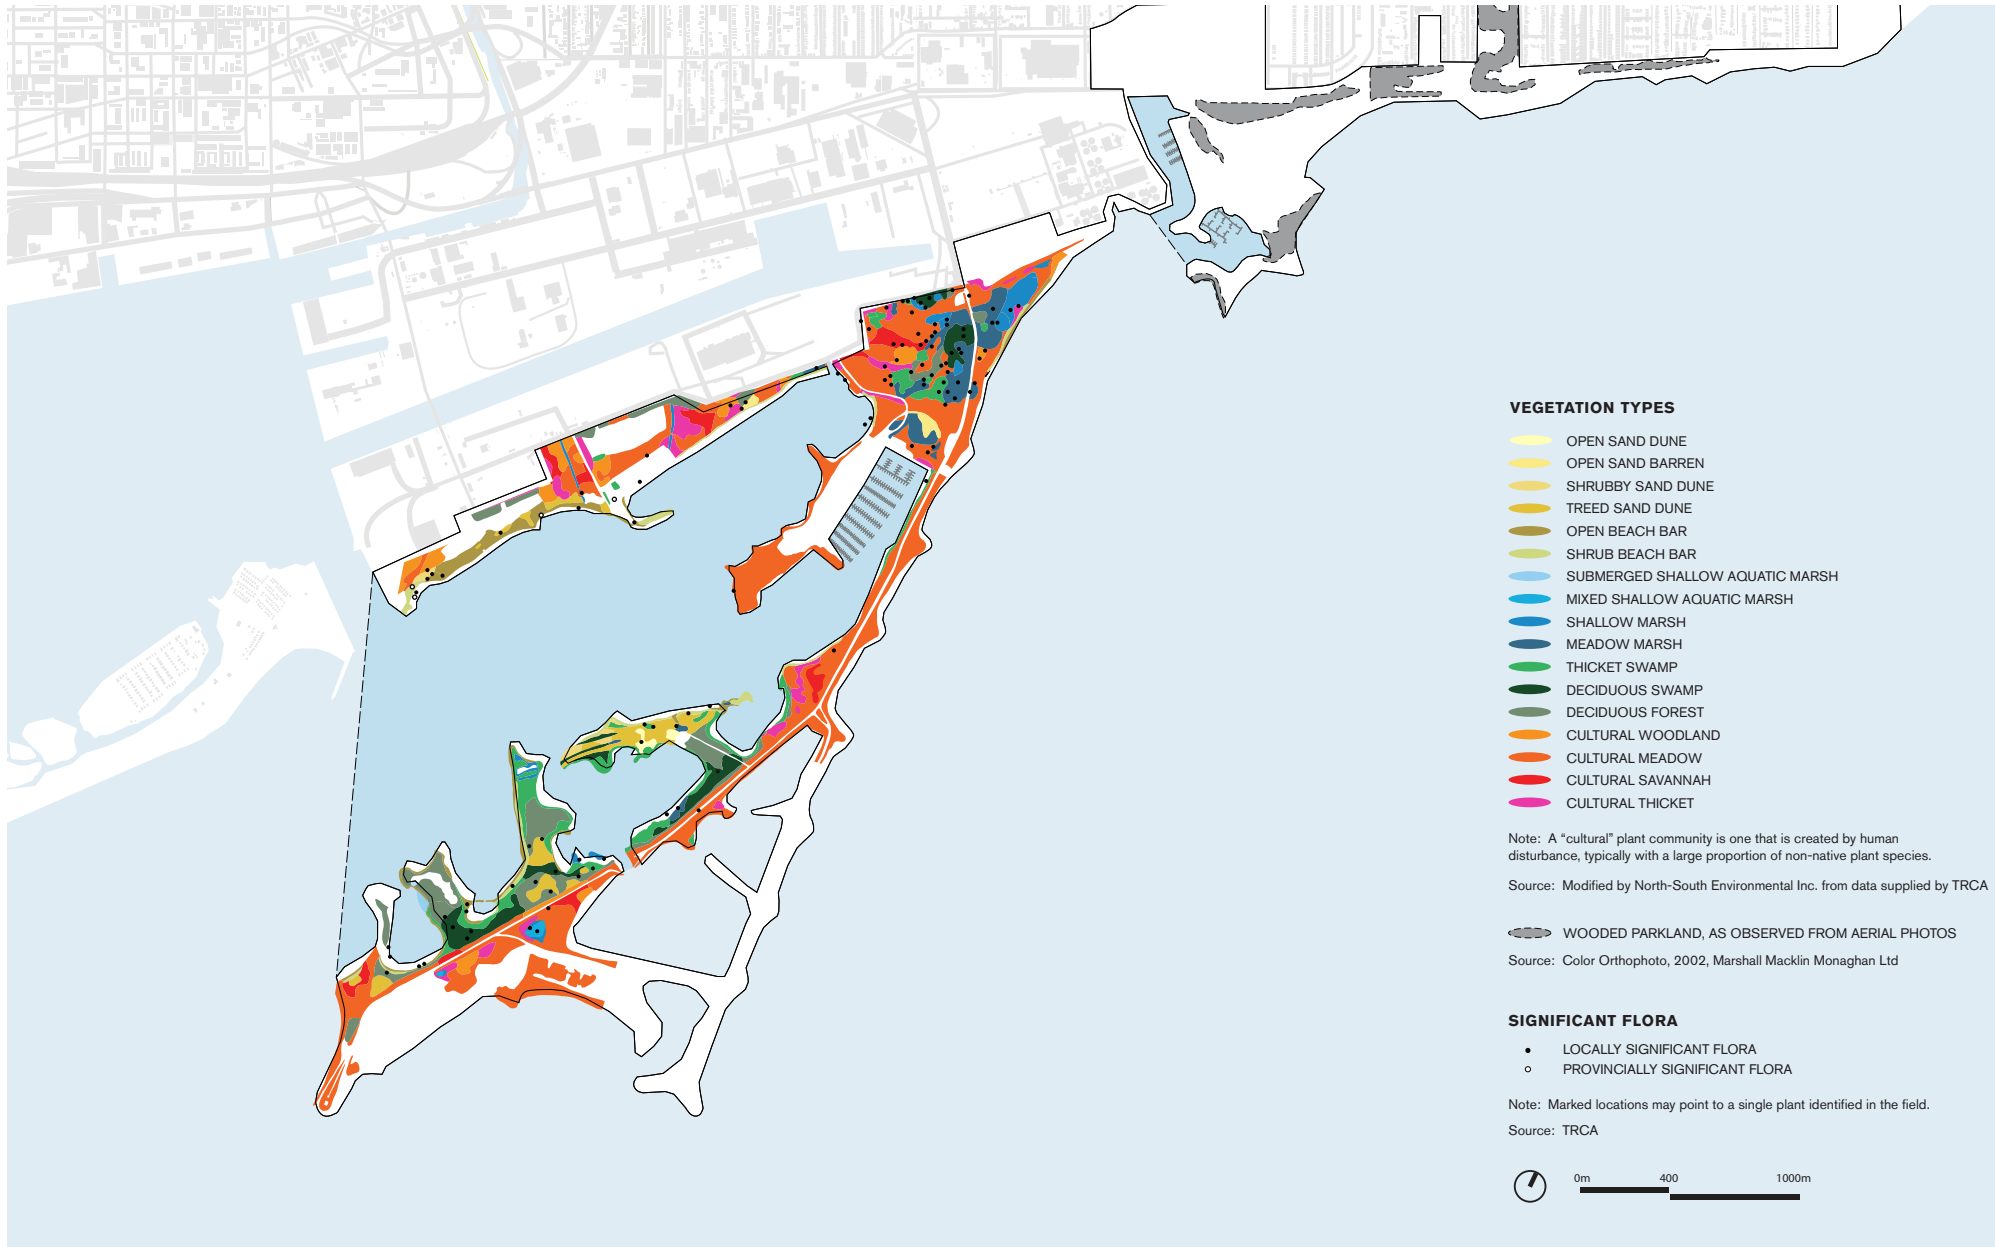 VEGETATION TYPES
OPEN SAND DUNE
OPEN SAND BARREN
SHRUBBY SAND DUNE
TREED SAND DUNE
OPEN BEACH BAR
SHRUB BEACH BAR
SUBMERGED SHALLOW AQUATIC MARSH
MIXED SHALLOW AQUATIC MARSH
SHALLOW MARSH
MEADOW MARSH
THICKET SWAMP
DECIDUOUS SWAMP
DECIDUOUS FOREST
CULTURAL WOODLAND
CULTURAL MEADOW
CULTURAL SAVANNAH
CULTURAL THICKET
Note: A “cultural” plant community is one that is created by human
disturbance, typically with a large proportion of non-native plant species.
Source: Modified by North-South Environmental Inc. from data supplied by TRCA
WOODED PARKLAND, AS OBSERVED FROM AERIAL PHOTOS
Source: Color Orthophoto, 2002, Marshall Macklin Monaghan Ltd
SIGNIFICANT FLORA
LOCALLY SIGNIFICANT FLORA
PROVINCIALLY SIGNIFICANT FLORA
Note: Marked locations may point to a single plant identified in the field.
Source: TRCA
0m 400 1000m